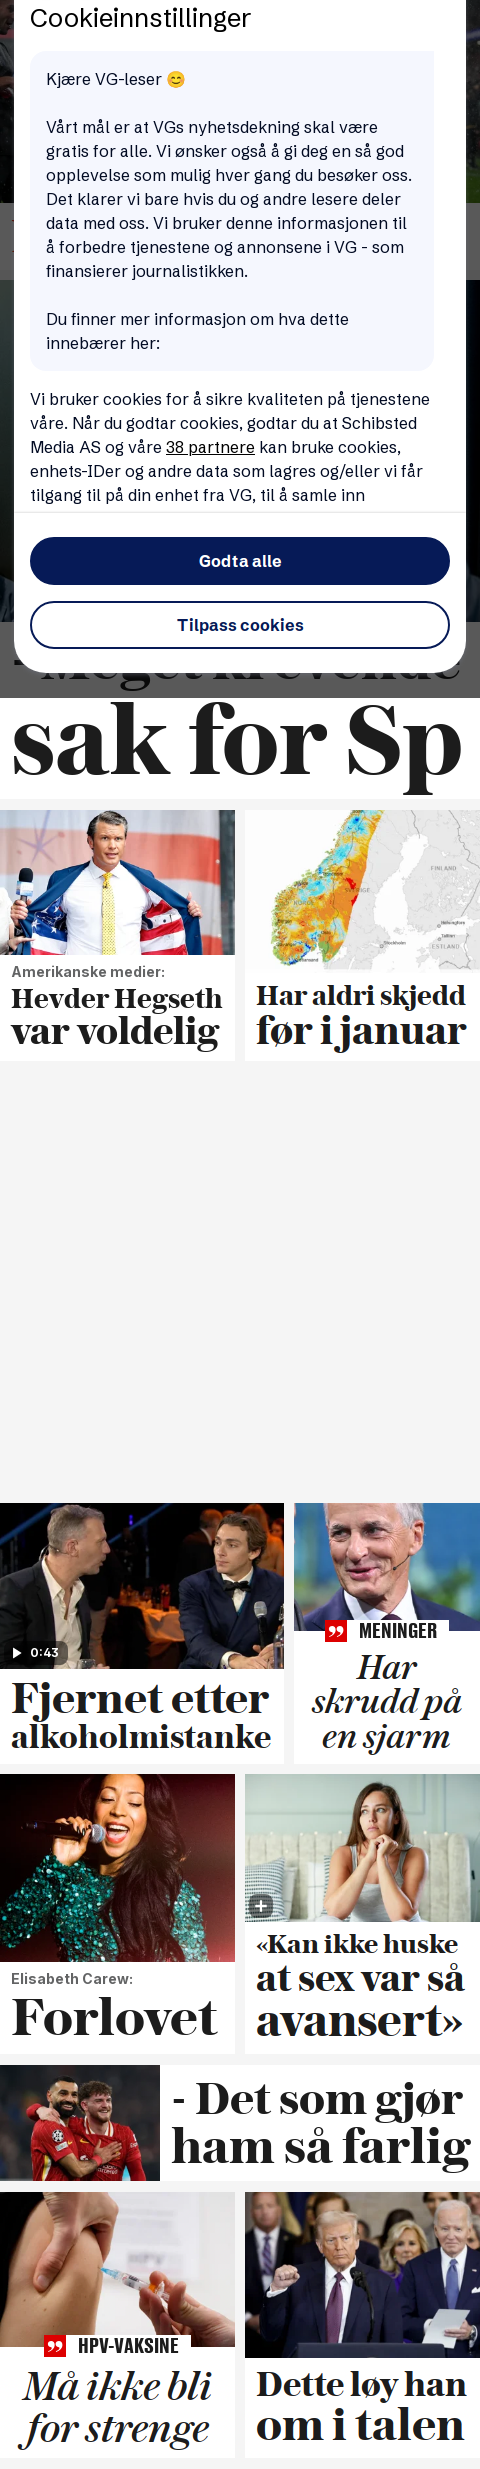 Cookieinnstillinger
Kjære VG-leser 😊
Vårt mål er at VGs nyhetsdekning skal være
gratis for alle. Vi ønsker også å gi deg en så god
opplevelse som mulig hver gang du besøker oss.
Det klarer vi bare hvis du og andre lesere deler
data med oss. Vi bruker denne informasjonen til
å forbedre tjenestene og annonsene i VG - som
finansierer journalistikken.
Du finner mer informasjon om hva dette
innebærer her:
Vi bruker cookies for å sikre kvaliteten på tjenestene
våre. Når du godtar cookies, godtar du at Schibsted
Media AS og våre 38 partnere kan bruke cookies,
enhets-IDer og andre data som lagres og/eller vi får
tilgang til på din enhet fra VG, til å samle inn
Godta alle
Tilpass cookies
- Meget krevende
sak for Sp
FINLAND
SVERIGE
NORGE
Helsingfors
Tallinn
Stockholm
ESTLAND
Amerikanske medier:
Hevder Hegseth
var voldelig
Har aldri skjedd
før i januar
0:43
Fjernet etter
alkoholmistanke
MENINGER
Har
skrudd på
en sjarm
Elisabeth Carew:
Forlovet
«Kan ikke huske
at sex var så
avansert»
- Det som gjør
ham så farlig
HPV-VAKSINE
Må ikke bli
for strenge
Dette løy han
om i talen